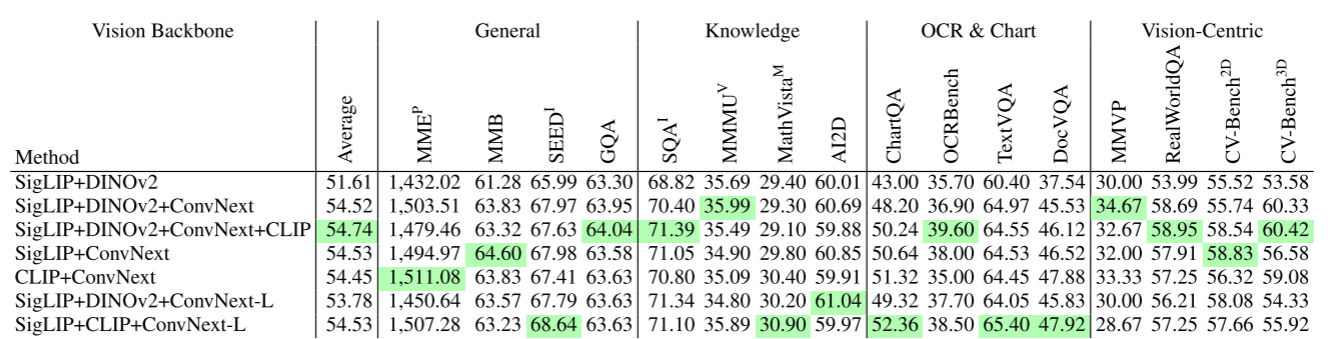 Vision Backbone General Knowledge OCR & Chart Vision-Centric
Method Average MME^P MMB SEED^I GQA SQA^I MMMU^V MathVista^M AI2D ChartQA OCRBench TextVQA DocVQA MMVP RealWorldQA CV-Bench^2D CV-Bench^3D
SigLIP+DINOv2 51.61 1,432.02 61.28 65.99 63.30 68.82 35.69 29.40 60.01 43.00 35.70 60.40 37.54 30.00 53.99 55.52 53.58
SigLIP+DINOv2+ConvNext 54.52 1,503.51 63.83 67.97 63.95 70.40 35.99 29.30 60.69 48.20 36.90 64.97 45.53 34.67 58.69 55.74 60.33
SigLIP+DINOv2+ConvNext+CLIP 54.74 1,479.46 63.32 67.63 64.04 71.39 35.49 29.10 59.88 50.24 39.60 64.55 46.12 32.67 58.95 58.54 60.42
SigLIP+ConvNext 54.53 1,494.97 64.60 67.98 63.58 71.05 34.90 29.80 60.85 50.64 38.00 64.53 46.52 32.00 57.91 58.83 56.58
CLIP+ConvNext 54.45 1,511.08 63.83 67.41 63.63 70.80 35.09 30.40 59.91 51.32 35.00 64.45 47.88 33.33 57.25 56.32 59.08
SigLIP+DINOv2+ConvNext-L 53.78 1,450.64 63.57 67.79 63.63 71.34 34.80 30.20 61.04 49.32 37.70 64.05 45.83 30.00 56.21 58.08 54.33
SigLIP+CLIP+ConvNext-L 54.53 1,507.28 63.23 68.64 63.63 71.10 35.89 30.90 59.97 52.36 38.50 65.40 47.92 28.67 57.25 57.66 55.92